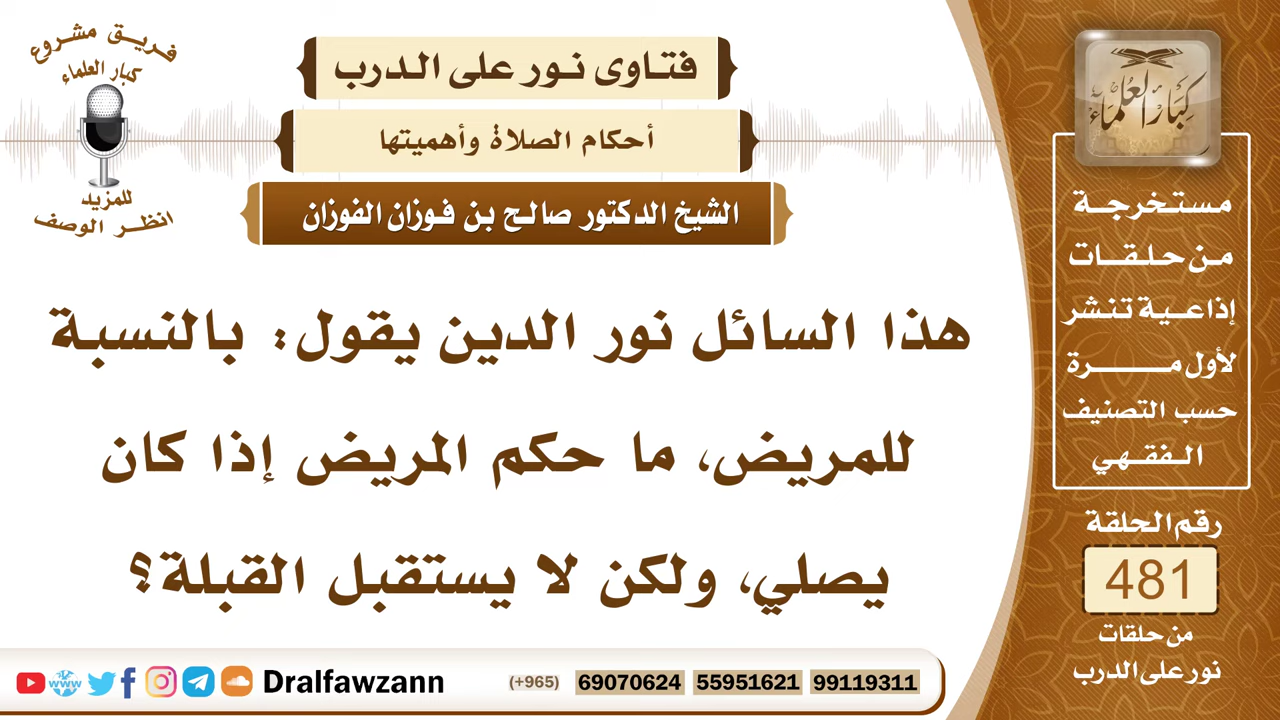 فريق مشروع
كبار العلماء
للمزيد
انظر الوصف
فتاوى نور على الدرب
أحكام الصلاة وأهميتها
الشيخ الدكتور صالح بن فوزان الفوزان
هذا السائل نور الدين يقول: بالنسبة
للمريض، ما حكم المريض إذا كان
يصلي، ولكن لا يستقبل القبلة؟
كبار العلماء
مستخرجة
من حلقات
إذاعية تنشر
لأول مرة
حسب التصنيف
الفقهي
رقم الحلقة
481
من حلقات
نور على الدرب
www Dralfawzann (+965) 69070624 55951621 99119311